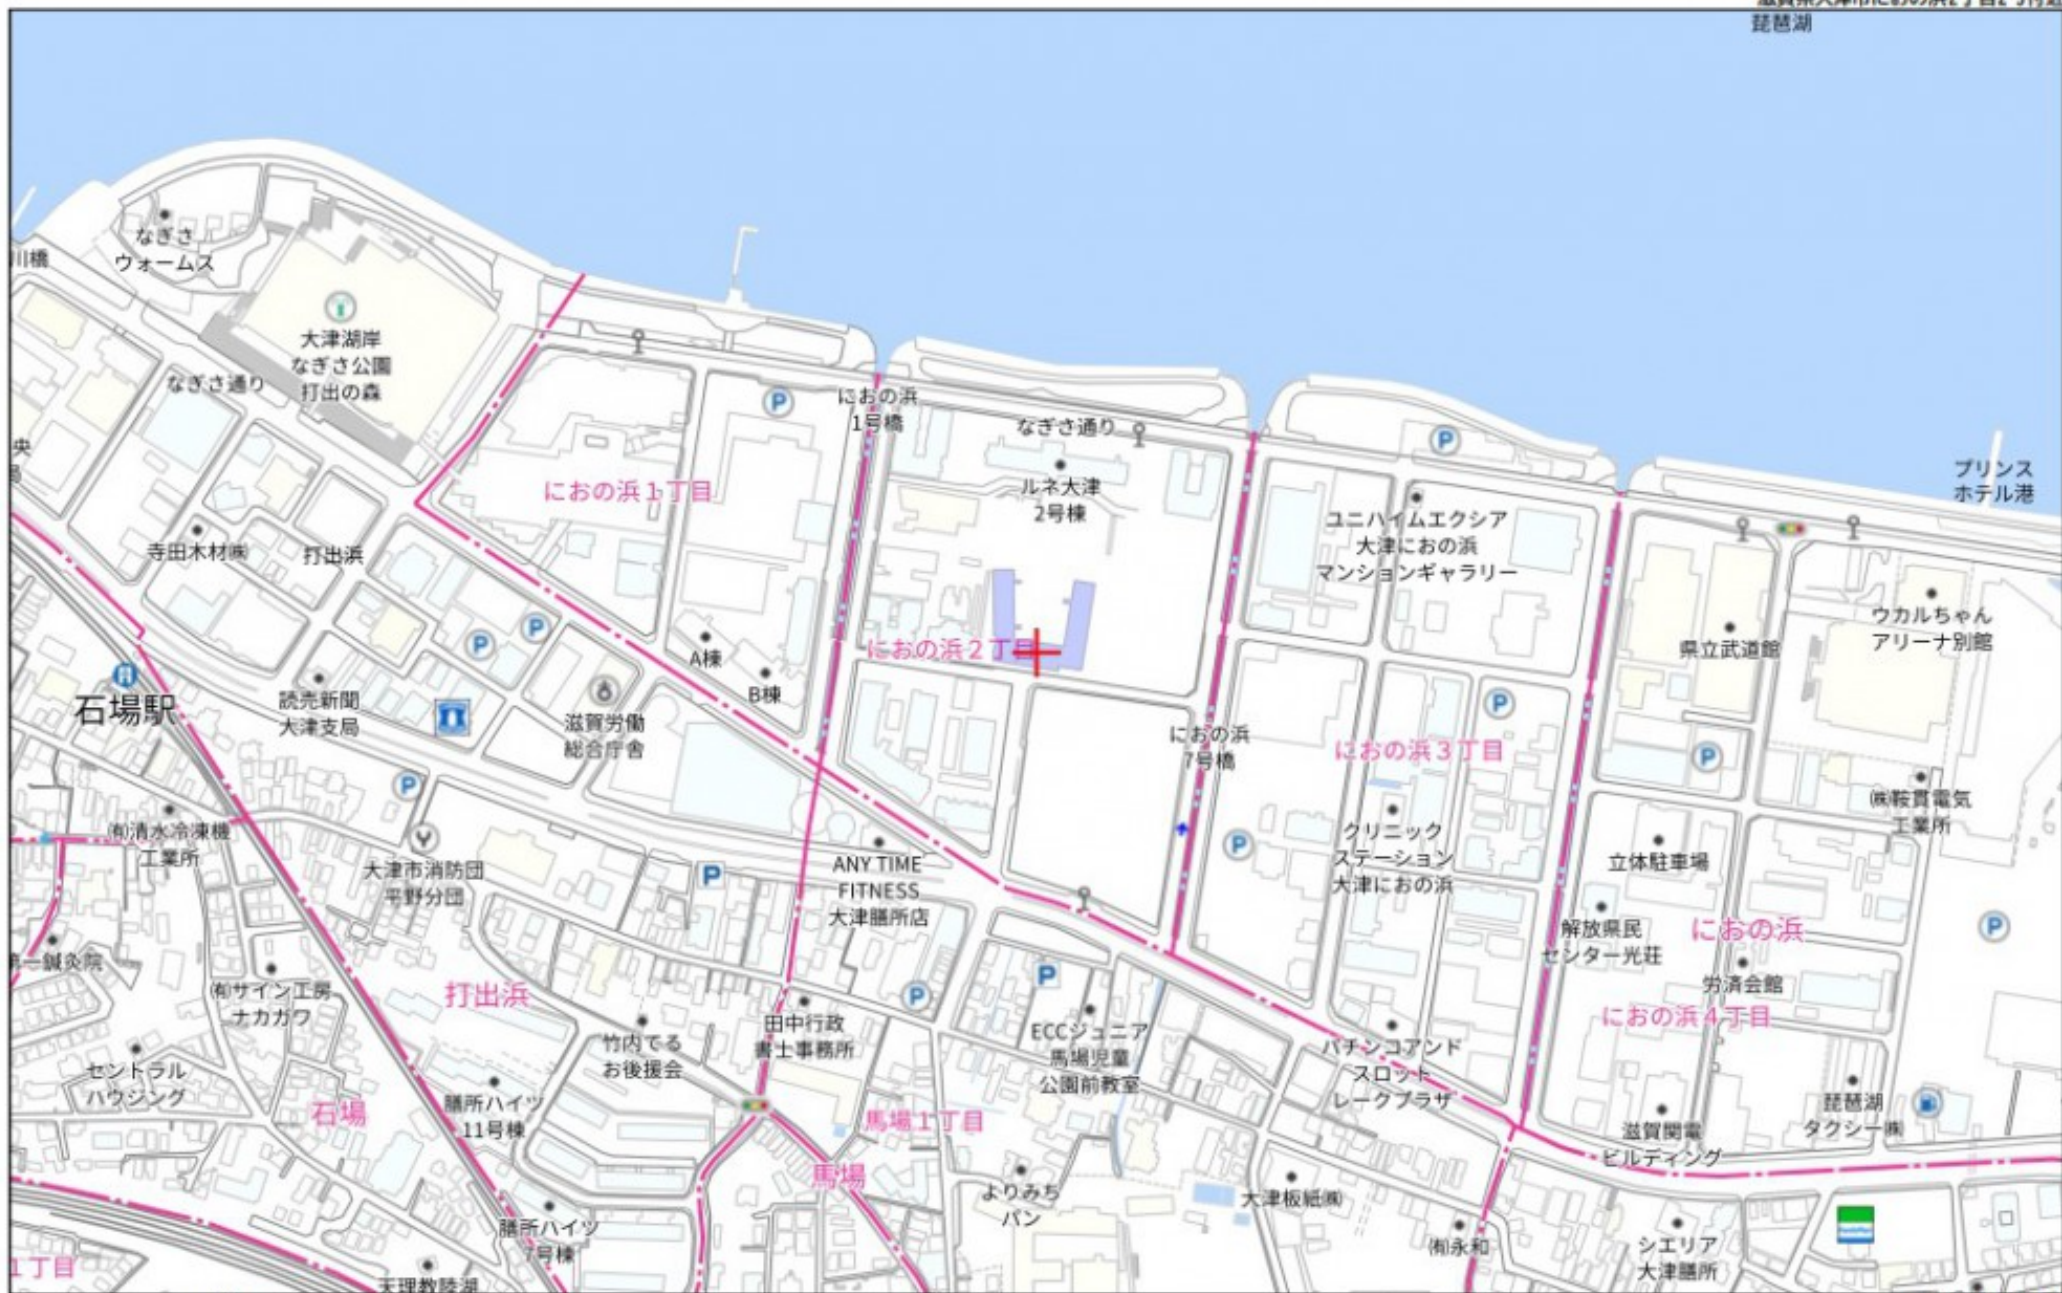 琵琶湖
なぎさ
ウォームス
川橋
大津湖岸
なぎさ公園
打出の森
なぎさ通り
におの浜
1号橋
なぎさ通り
プリンス
ホテル港
ルネ大津
2号棟
におの浜1丁目
ユニハイムエクシア
大津におの浜
マンションギャラリー
寺田木材㈱
打出浜
ウカルちゃん
アリーナ別館
県立武道館
におの浜2丁目
A棟
B棟
石場駅
読売新聞
大津支局
滋賀労働
総合庁舎
におの浜
7号橋
におの浜3丁目
㈲清水冷凍機
工業所
大津市消防団
平野分団
ANY TIME
FITNESS
大津膳所店
クリニック
ステーション
大津におの浜
㈱鞍貫電気
工業所
立体駐車場
解放県民
センター光荘
におの浜
労済会館
におの浜4丁目
鍼灸院
㈲サイン工房
ナカガワ
打出浜
竹内てる
お後援会
田中行政
書士事務所
ECCジュニア
馬場児童
公園前教室
パチンコアンド
スロット
レークプラザ
セントラル
ハウジング
石場
膳所ハイツ
11号棟
馬場1丁目
馬場
滋賀関電
ビルディング
琵琶湖
タクシー㈱
よりみち
パン
大津板紙㈱
㈲永和
シエリア
大津膳所
膳所ハイツ
7号棟
1丁目
天理教陵湖
P
P
P
P
P
P
P
P
P
P
P
P
P